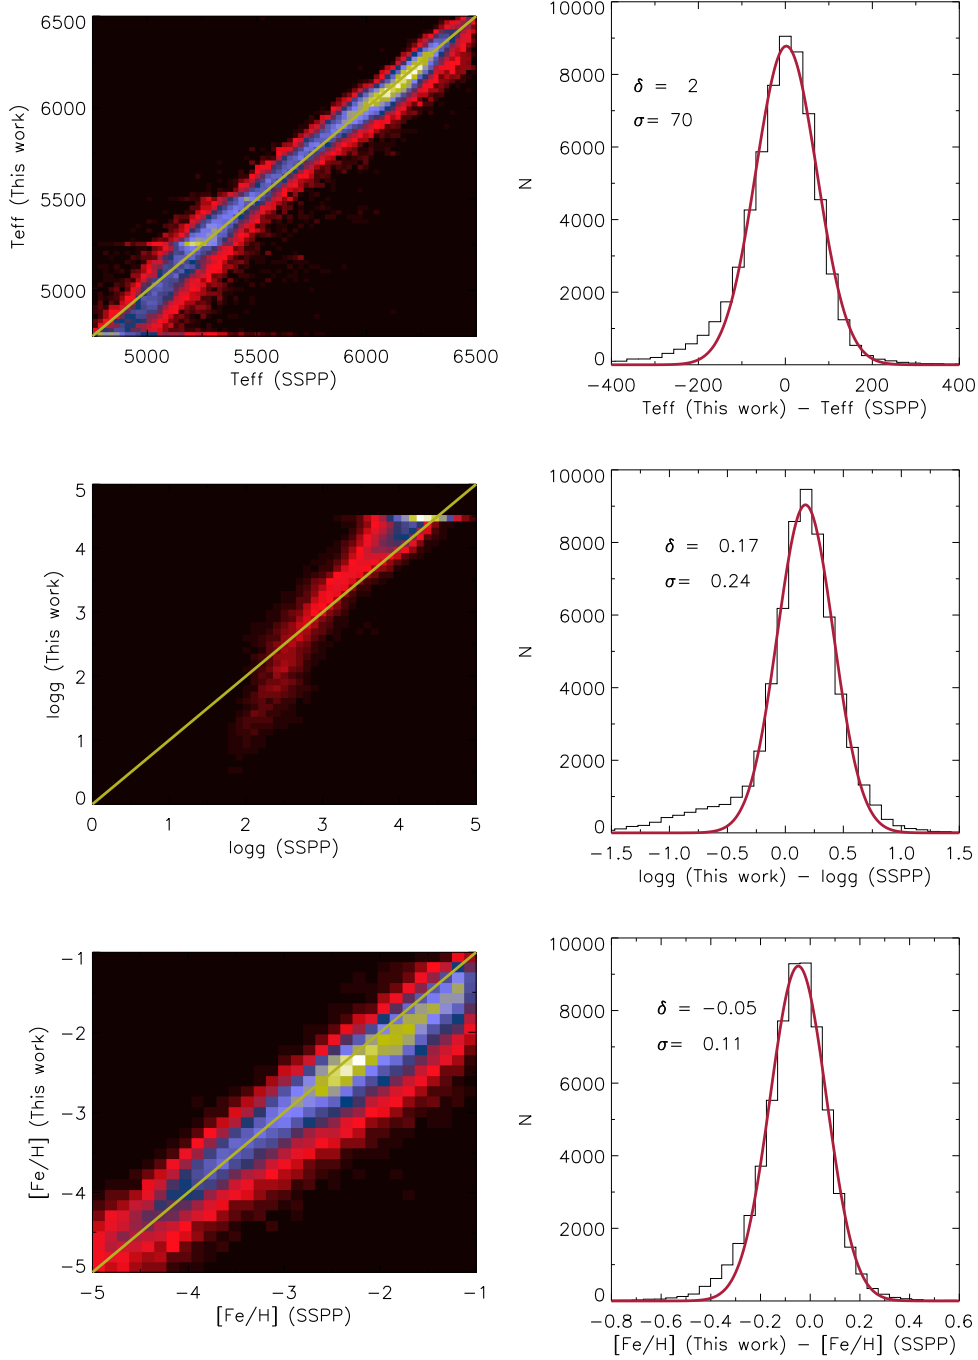 6500
6000
5500
5000
Teff (This work)
5000 5500 6000 6500
Teff (SSPP)
10000
8000
6000
4000
2000
0
N
δ = 2
σ= 70
−400 −200 0 200 400
Teff (This work) − Teff (SSPP)
5
4
3
2
1
0
logg (This work)
0 1 2 3 4 5
logg (SSPP)
10000
8000
6000
4000
2000
0
N
δ = 0.17
σ= 0.24
−1.5 −1.0 −0.5 0.0 0.5 1.0 1.5
logg (This work) − logg (SSPP)
−1
−2
−3
−4
−5
[Fe/H] (This work)
−5 −4 −3 −2 −1
[Fe/H] (SSPP)
10000
8000
6000
4000
2000
0
N
δ = −0.05
σ= 0.11
−0.8 −0.6 −0.4 −0.2 0.0 0.2 0.4 0.6
[Fe/H] (This work) − [Fe/H] (SSPP)